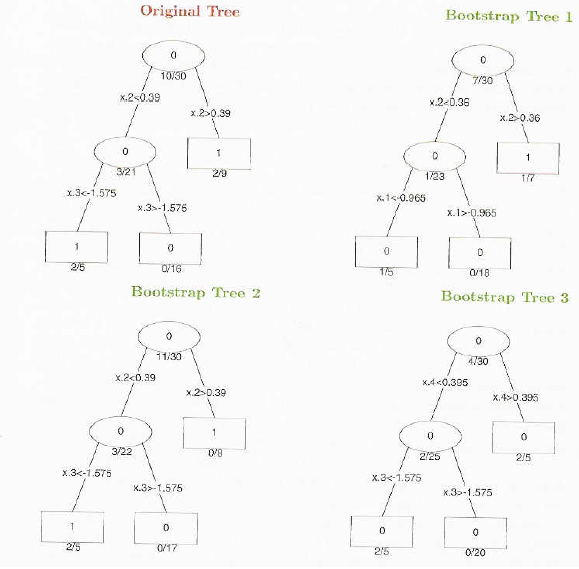 Original Tree
0
10/30
x.2<0.39
x.2>0.39
0
3/21
1
2/9
x.3<-1.575
x.3>-1.575
1
2/5
0
0/16
Bootstrap Tree 1
0
7/30
x.2<0.36
x.2>0.36
0
1/23
1
1/7
x.1<-0.965
x.1>-0.965
0
1/5
0
0/18
Bootstrap Tree 2
0
11/30
x.2<0.39
x.2>0.39
0
3/22
1
0/8
x.3<-1.575
x.3>-1.575
1
2/5
0
0/17
Bootstrap Tree 3
0
4/30
x.4<0.395
x.4>0.395
0
2/25
0
2/5
x.3<-1.575
x.3>-1.575
0
2/5
0
0/20